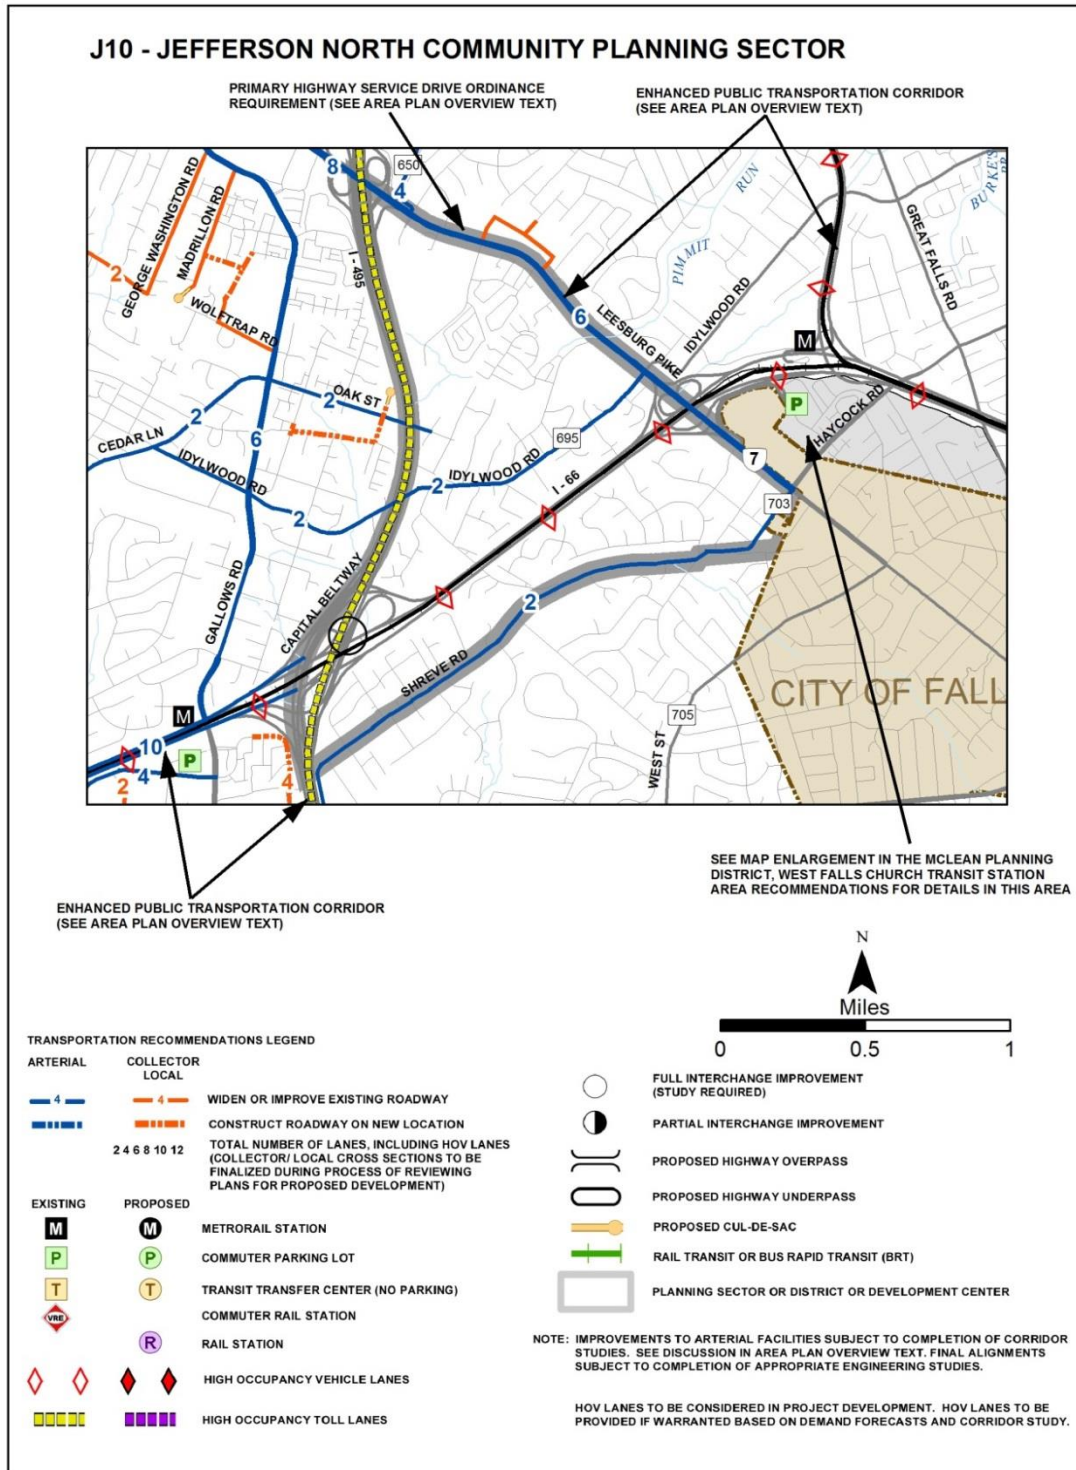 J10 - JEFFERSON NORTH COMMUNITY PLANNING SECTOR
PRIMARY HIGHWAY SERVICE DRIVE ORDINANCE
REQUIREMENT (SEE AREA PLAN OVERVIEW TEXT)
ENHANCED PUBLIC TRANSPORTATION CORRIDOR
(SEE AREA PLAN OVERVIEW TEXT)
8
650
4
GEORGE WASHINGTON RD
MADRILLON RD
2
WOLFTRAP RD
I - 495
PIMMIT
RUN
BURKE'S
GREAT FALLS RD
IDYLWOOD RD
LEESBURG PIKE
6
M
OAK ST
2
2
CEDAR LN
6
IDYLWOOD RD
2
695
IDYLWOOD RD
2
I - 66
P
HAYCOCK RD
7
703
GALLOWS RD
CAPITAL BELTWAY
2
SHREVE RD
CITY OF FALL
705
WEST ST
M
10
P
4
2
4
SEE MAP ENLARGEMENT IN THE MCLEAN PLANNING
DISTRICT, WEST FALLS CHURCH TRANSIT STATION
AREA RECOMMENDATIONS FOR DETAILS IN THIS AREA
ENHANCED PUBLIC TRANSPORTATION CORRIDOR
(SEE AREA PLAN OVERVIEW TEXT)
N
Miles
0 0.5 1
TRANSPORTATION RECOMMENDATIONS LEGEND
ARTERIAL
COLLECTOR
LOCAL
4 4 WIDEN OR IMPROVE EXISTING ROADWAY
CONSTRUCT ROADWAY ON NEW LOCATION
2 4 6 8 10 12 TOTAL NUMBER OF LANES, INCLUDING HOV LANES
(COLLECTOR/ LOCAL CROSS SECTIONS TO BE
FINALIZED DURING PROCESS OF REVIEWING
PLANS FOR PROPOSED DEVELOPMENT)
EXISTING PROPOSED
M M METRORAIL STATION
P P COMMUTER PARKING LOT
T T TRANSIT TRANSFER CENTER (NO PARKING)
VRE COMMUTER RAIL STATION
R RAIL STATION
HIGH OCCUPANCY VEHICLE LANES
HIGH OCCUPANCY TOLL LANES
FULL INTERCHANGE IMPROVEMENT
(STUDY REQUIRED)
PARTIAL INTERCHANGE IMPROVEMENT
PROPOSED HIGHWAY OVERPASS
PROPOSED HIGHWAY UNDERPASS
PROPOSED CUL-DE-SAC
RAIL TRANSIT OR BUS RAPID TRANSIT (BRT)
PLANNING SECTOR OR DISTRICT OR DEVELOPMENT CENTER
NOTE: IMPROVEMENTS TO ARTERIAL FACILITIES SUBJECT TO COMPLETION OF CORRIDOR
STUDIES. SEE DISCUSSION IN AREA PLAN OVERVIEW TEXT. FINAL ALIGNMENTS
SUBJECT TO COMPLETION OF APPROPRIATE ENGINEERING STUDIES.
HOV LANES TO BE CONSIDERED IN PROJECT DEVELOPMENT. HOV LANES TO BE
PROVIDED IF WARRANTED BASED ON DEMAND FORECASTS AND CORRIDOR STUDY.